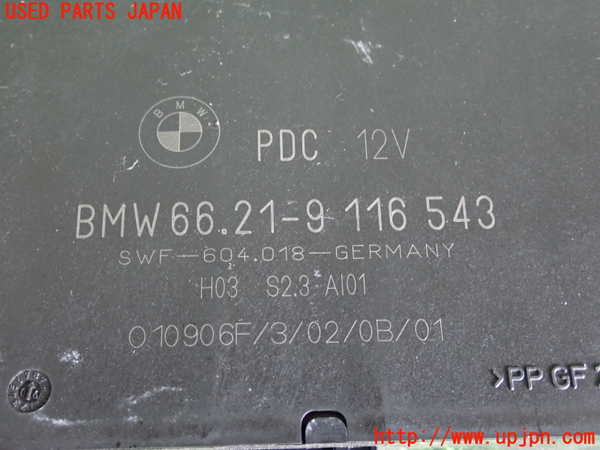 USED PARTS JAPAN
BMW
PDC 12V
BMW 66.21-9 116 543
SWF-604.018-GERMANY
H03 S2.3 AI01
010906F/3/02/0B/01
>PP GF
http://www.upjpn.com/